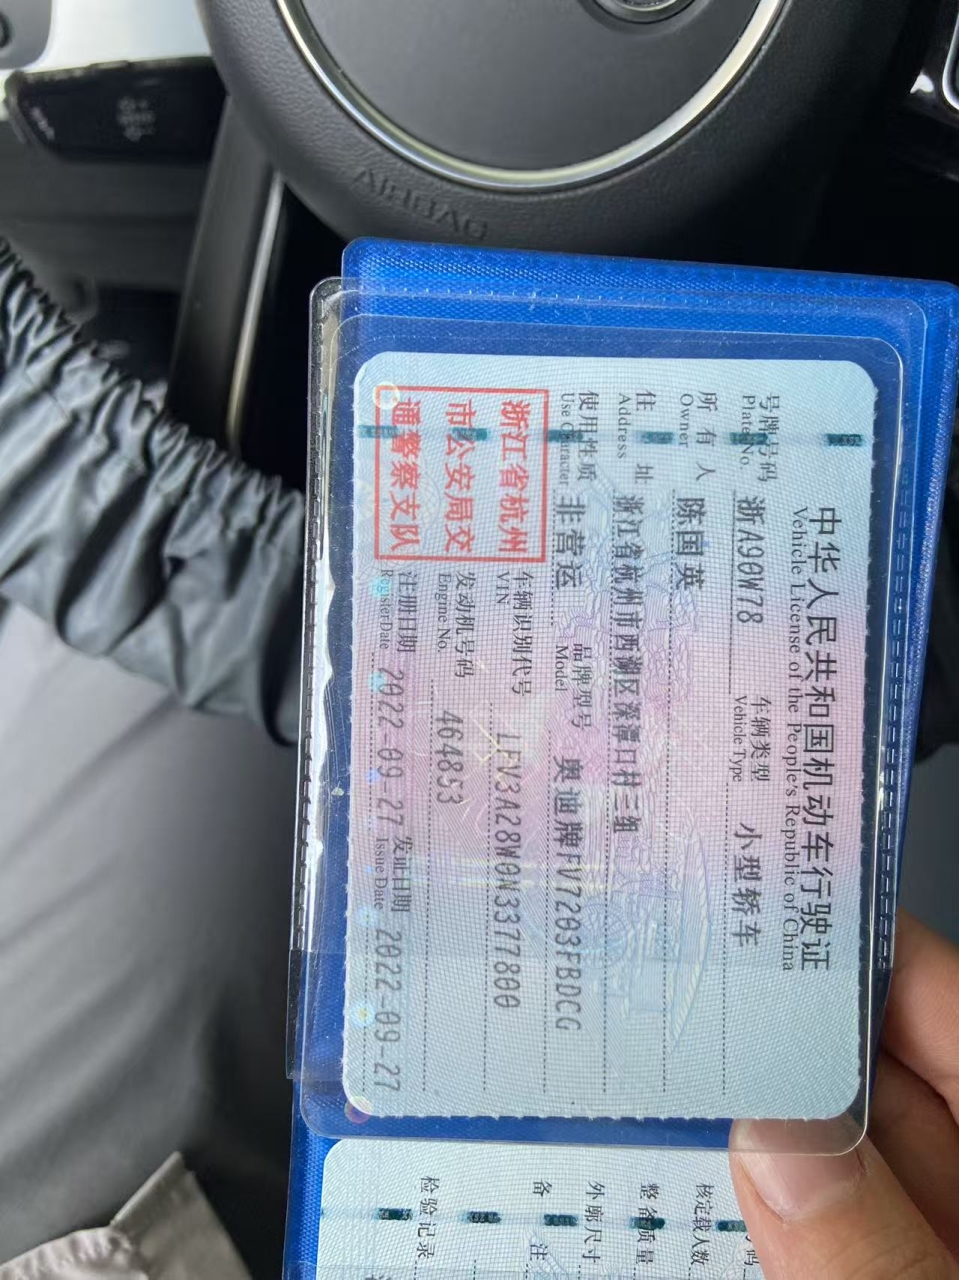 中华人民共和国机动车行驶证
Vehicle License of the People's Republic of China
号牌号码 浙A90W78 车辆类型 小型轿车
Plate No. Vehicle Type
所有人 陈国英
Owner
住址 浙江省杭州市西湖区深潭口村三组
Address
使用性质 非营运 品牌型号 奥迪牌FV7203FBDCG
Use Character Model
浙江省杭州
市公安局交
通警察支队
车辆识别代号 LFV3A28W0N3377800
VIN
发动机号码 464853
Engine No.
注册日期 2022-09-27 发证日期 2022-09-27
Register Date Issue Date
核定载人数
整备质量
外廓尺寸
备注
检验记录
AIRBAG